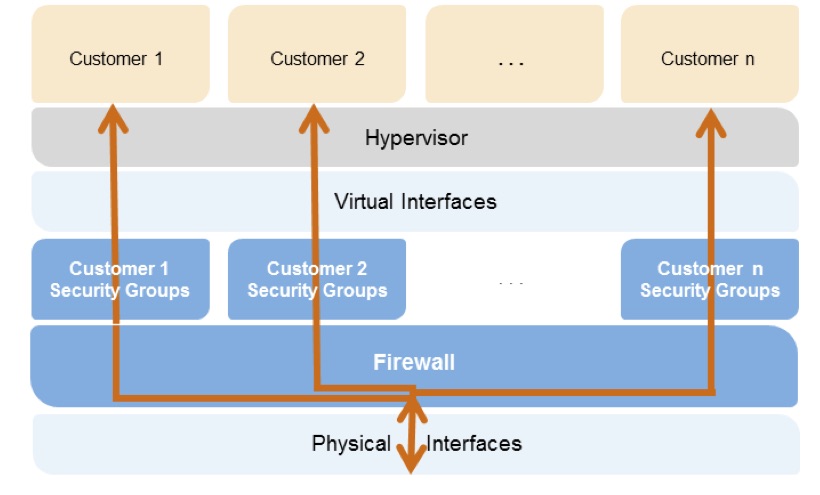 Customer 1
Customer 2
. . .
Customer n
Hypervisor
Virtual Interfaces
Customer 1
Security Groups
Customer 2
Security Groups
. . .
Customer n
Security Groups
Firewall
Physical Interfaces